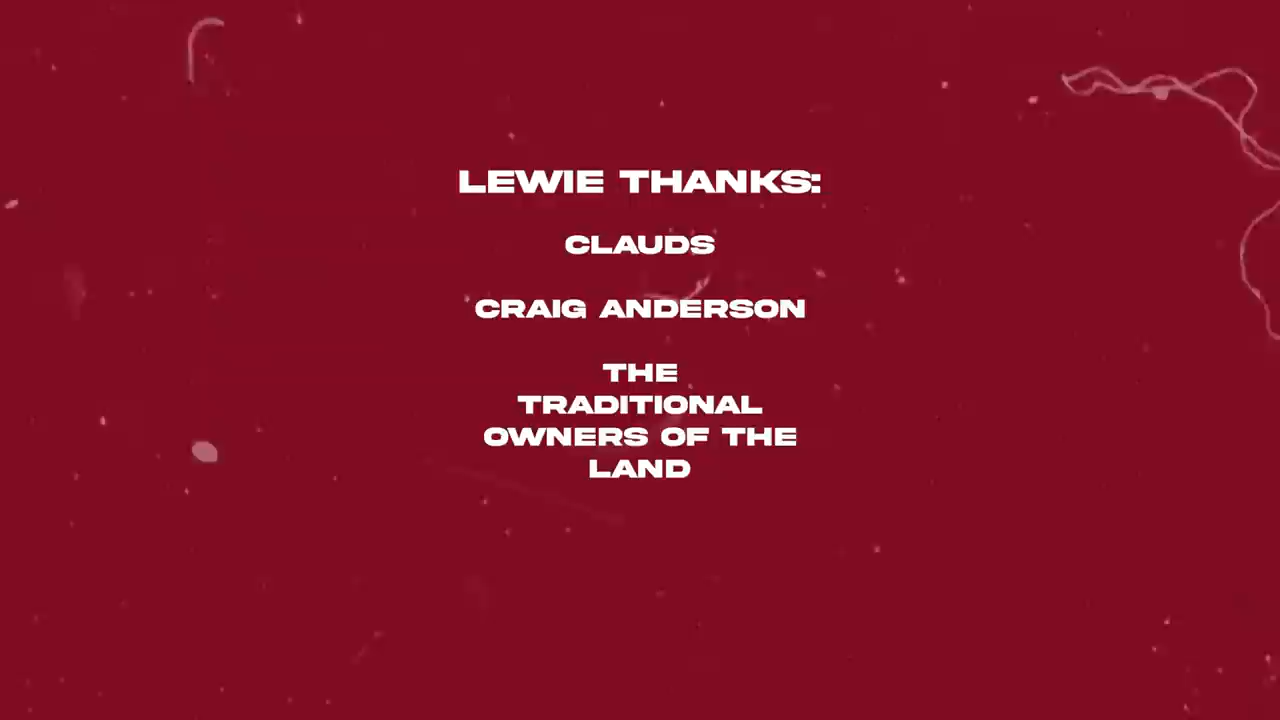 LEWIE THANKS:
CLAUDS
CRAIG ANDERSON
THE
TRADITIONAL
OWNERS OF THE
LAND